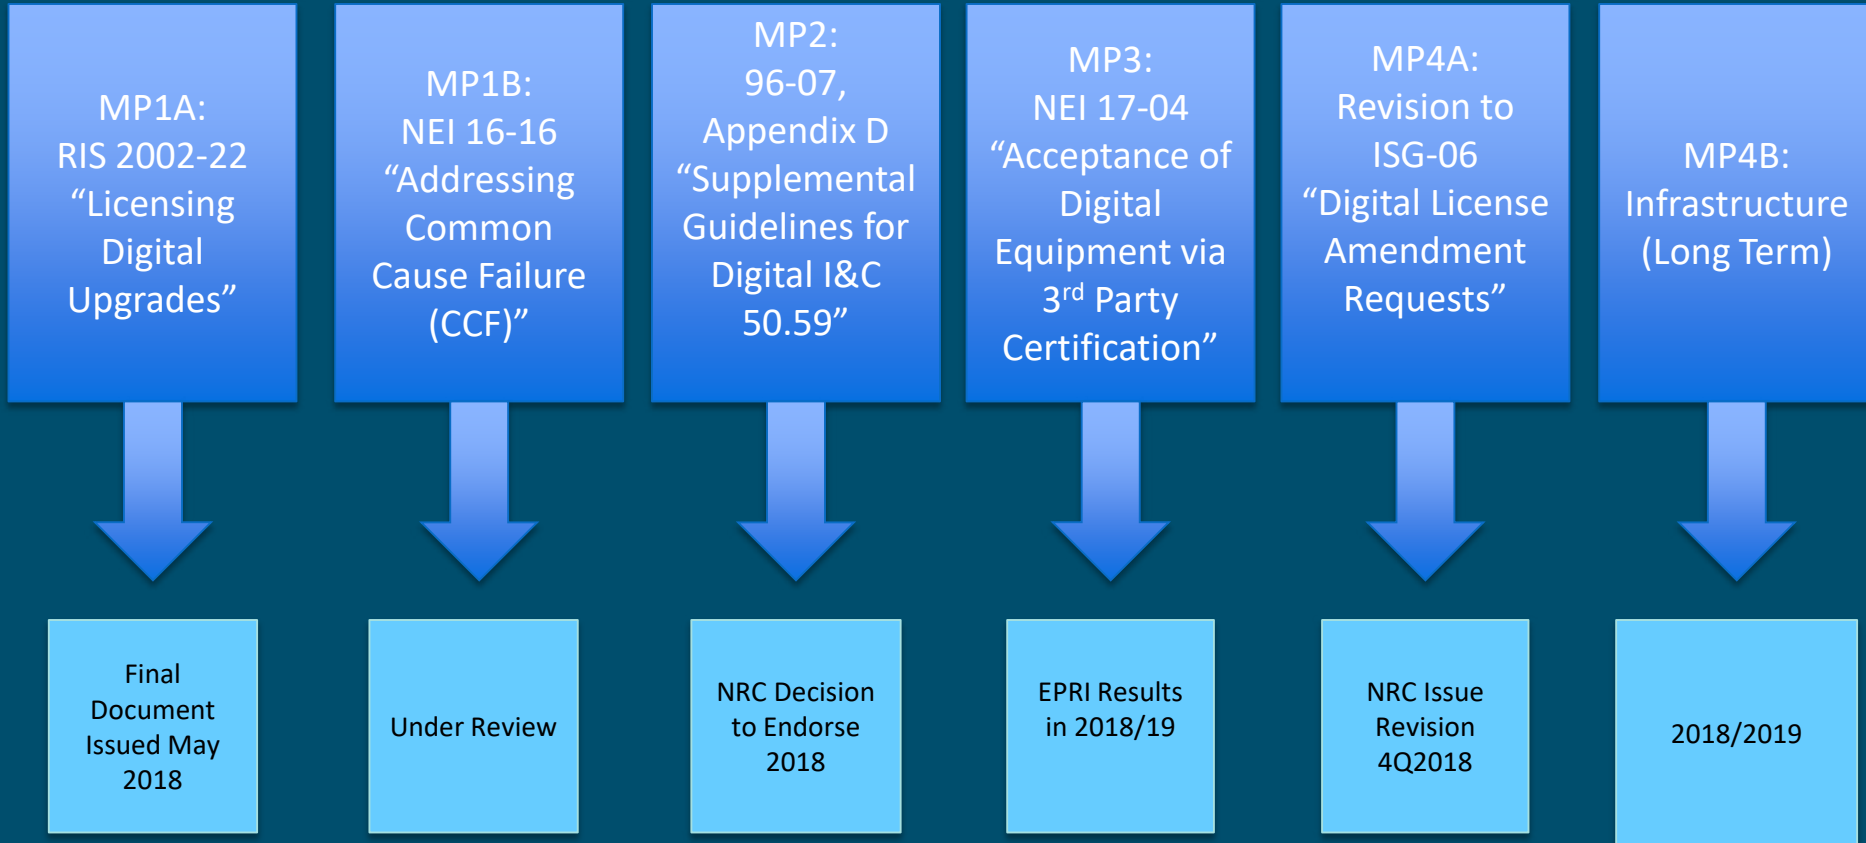 MP1A:
RIS 2002-22
“Licensing
Digital
Upgrades”
MP1B:
NEI 16-16
“Addressing
Common
Cause Failure
(CCF)”
MP2:
96-07,
Appendix D
“Supplemental
Guidelines for
Digital I&C
50.59”
MP3:
NEI 17-04
“Acceptance of
Digital
Equipment via
3rd Party
Certification”
MP4A:
Revision to
ISG-06
“Digital License
Amendment
Requests”
MP4B:
Infrastructure
(Long Term)
Final
Document
Issued May
2018
Under Review
NRC Decision
to Endorse
2018
EPRI Results
in 2018/19
NRC Issue
Revision
4Q2018
2018/2019